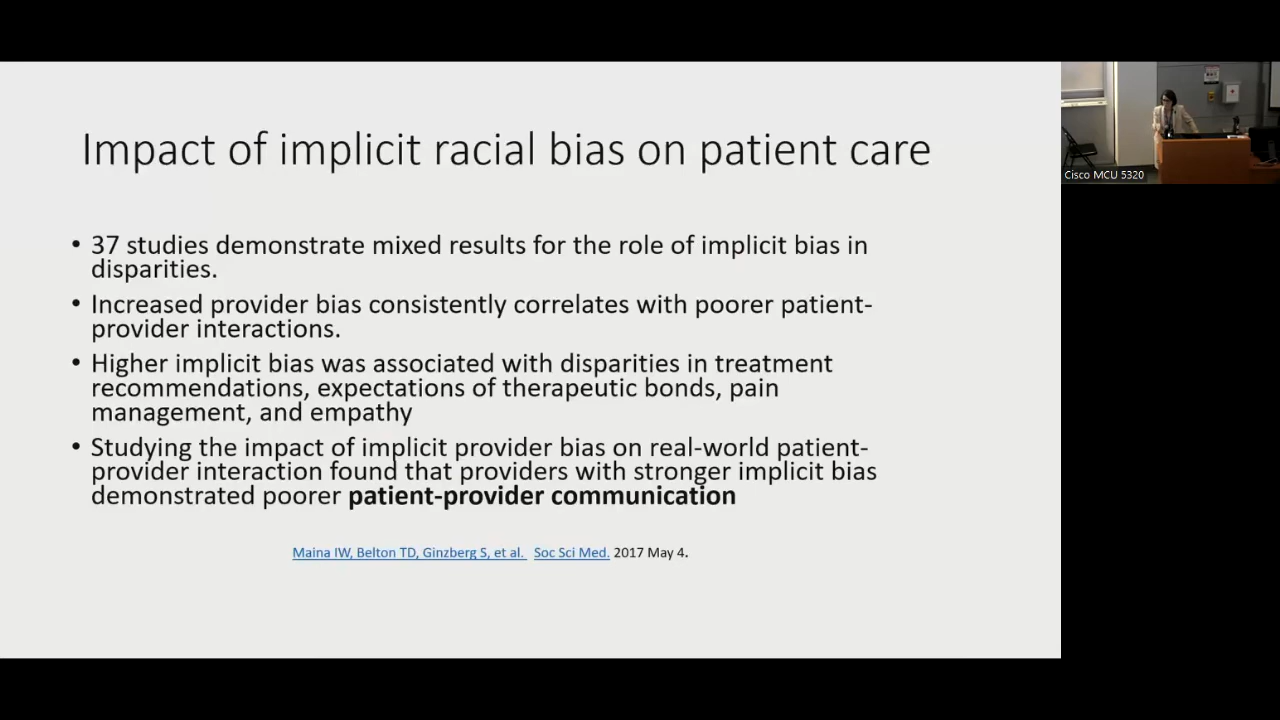 Impact of implicit racial bias on patient care
• 37 studies demonstrate mixed results for the role of implicit bias in
disparities.
• Increased provider bias consistently correlates with poorer patient-
provider interactions.
• Higher implicit bias was associated with disparities in treatment
recommendations, expectations of therapeutic bonds, pain
management, and empathy
• Studying the impact of implicit provider bias on real-world patient-
provider interaction found that providers with stronger implicit bias
demonstrated poorer patient-provider communication
Maina IW, Belton TD, Ginzberg S, et al. Soc Sci Med. 2017 May 4.
Cisco MCU 5320